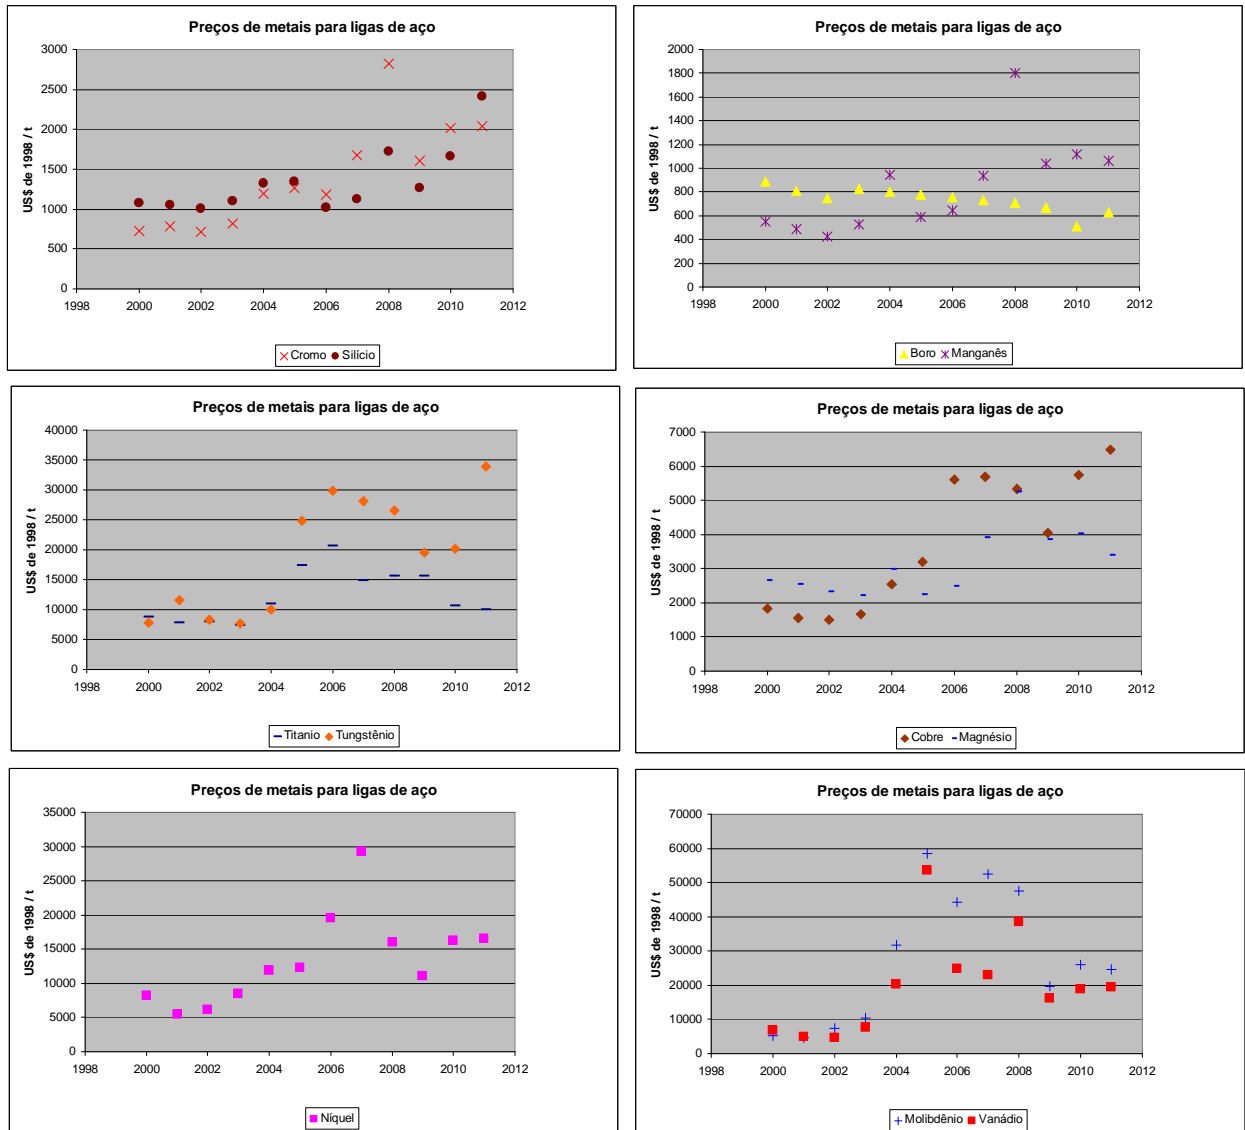 Preços de metais para ligas de aço
3000
2500
2000
1500
1000
500
0
US$ de 1998 / t
1998 2000 2002 2004 2006 2008 2010 2012
Cromo Silício
Preços de metais para ligas de aço
2000
1800
1600
1400
1200
1000
800
600
400
200
0
US$ de 1998 / t
1998 2000 2002 2004 2006 2008 2010 2012
Boro Manganês
Preços de metais para ligas de aço
40000
35000
30000
25000
20000
15000
10000
5000
0
US$ de 1998 / t
1998 2000 2002 2004 2006 2008 2010 2012
Titanio Tungstênio
Preços de metais para ligas de aço
7000
6000
5000
4000
3000
2000
1000
0
US$ de 1998 / t
1998 2000 2002 2004 2006 2008 2010 2012
Cobre Magnésio
Preços de metais para ligas de aço
35000
30000
25000
20000
15000
10000
5000
0
US$ de 1998 / t
1998 2000 2002 2004 2006 2008 2010 2012
Níquel
Preços de metais para ligas de aço
70000
60000
50000
40000
30000
20000
10000
0
US$ de 1998 / t
1998 2000 2002 2004 2006 2008 2010 2012
Molibdênio Vanádio